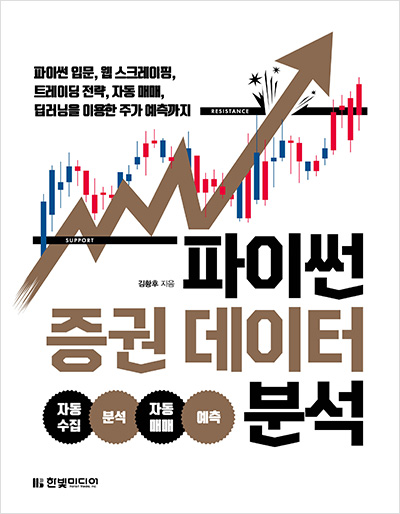 파이썬 입문, 웹 스크레이핑,
트레이딩 전략, 자동 매매,
딥러닝을 이용한 주가 예측까지
RESISTANCE
SUPPORT
파이썬
김황후 지음
증권 데이터
분석
자동
수집
분석
자동
매매
예측
한빛미디어